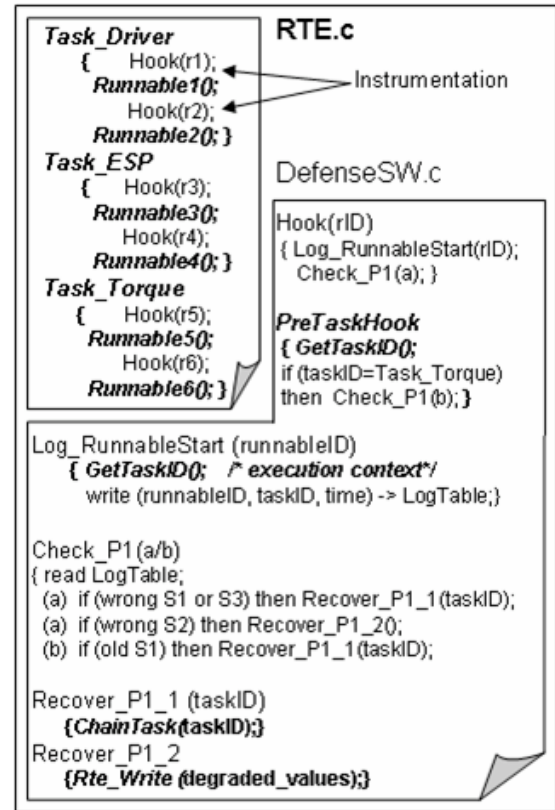 RTE.c
Task_Driver
{ Hook(r1);
Runnable1();
Hook(r2);
Runnable2(); }
Task_ESP
{ Hook(r3);
Runnable3();
Hook(r4);
Runnable4(); }
Task_Torque
{ Hook(r5);
Runnable5();
Hook(r6);
Runnable6(); }
Instrumentation
DefenseSW.c
Hook(rID)
{ Log_RunnableStart(rID);
Check_P1(a); }
PreTaskHook
{ GetTaskID();
if (taskID=Task_Torque)
then Check_P1(b); }
Log_RunnableStart (runnableID)
{ GetTaskID(); /* execution context*/
write (runnableID, taskID, time) -> LogTable;}
Check_P1(a/b)
{ read LogTable;
(a) if (wrong S1 or S3) then Recover_P1_1(taskID);
(a) if (wrong S2) then Recover_P1_2();
(b) if (old S1) then Recover_P1_1(taskID);
Recover_P1_1 (taskID)
{ChainTask(taskID);}
Recover_P1_2
{Rte_Write (degraded_values);}